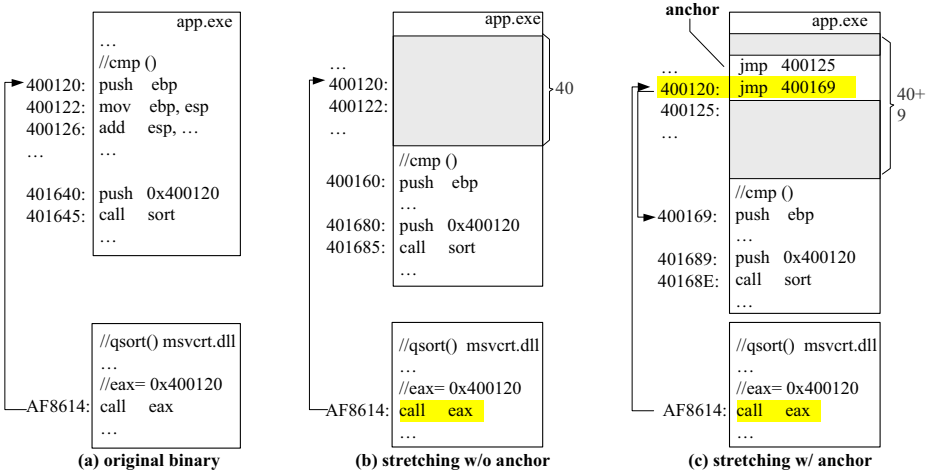 app.exe
…
//cmp ()
400120: push ebp
400122: mov ebp, esp
400126: add esp, …
… …
401640: push 0x400120
401645: call sort
…
//qsort() msvcrt.dll
…
//eax= 0x400120
AF8614: call eax
…
(a) original binary
app.exe
…
400120:
400122:
…
40
//cmp ()
400160: push ebp
…
401680: push 0x400120
401685: call sort
…
//qsort() msvcrt.dll
…
//eax= 0x400120
AF8614: call eax
…
(b) stretching w/o anchor
anchor
app.exe
… jmp 400125
400120: jmp 400169
400125:
…
40+
9
//cmp ()
400169: push ebp
…
401689: push 0x400120
40168E: call sort
…
//qsort() msvcrt.dll
…
//eax= 0x400120
AF8614: call eax
…
(c) stretching w/ anchor